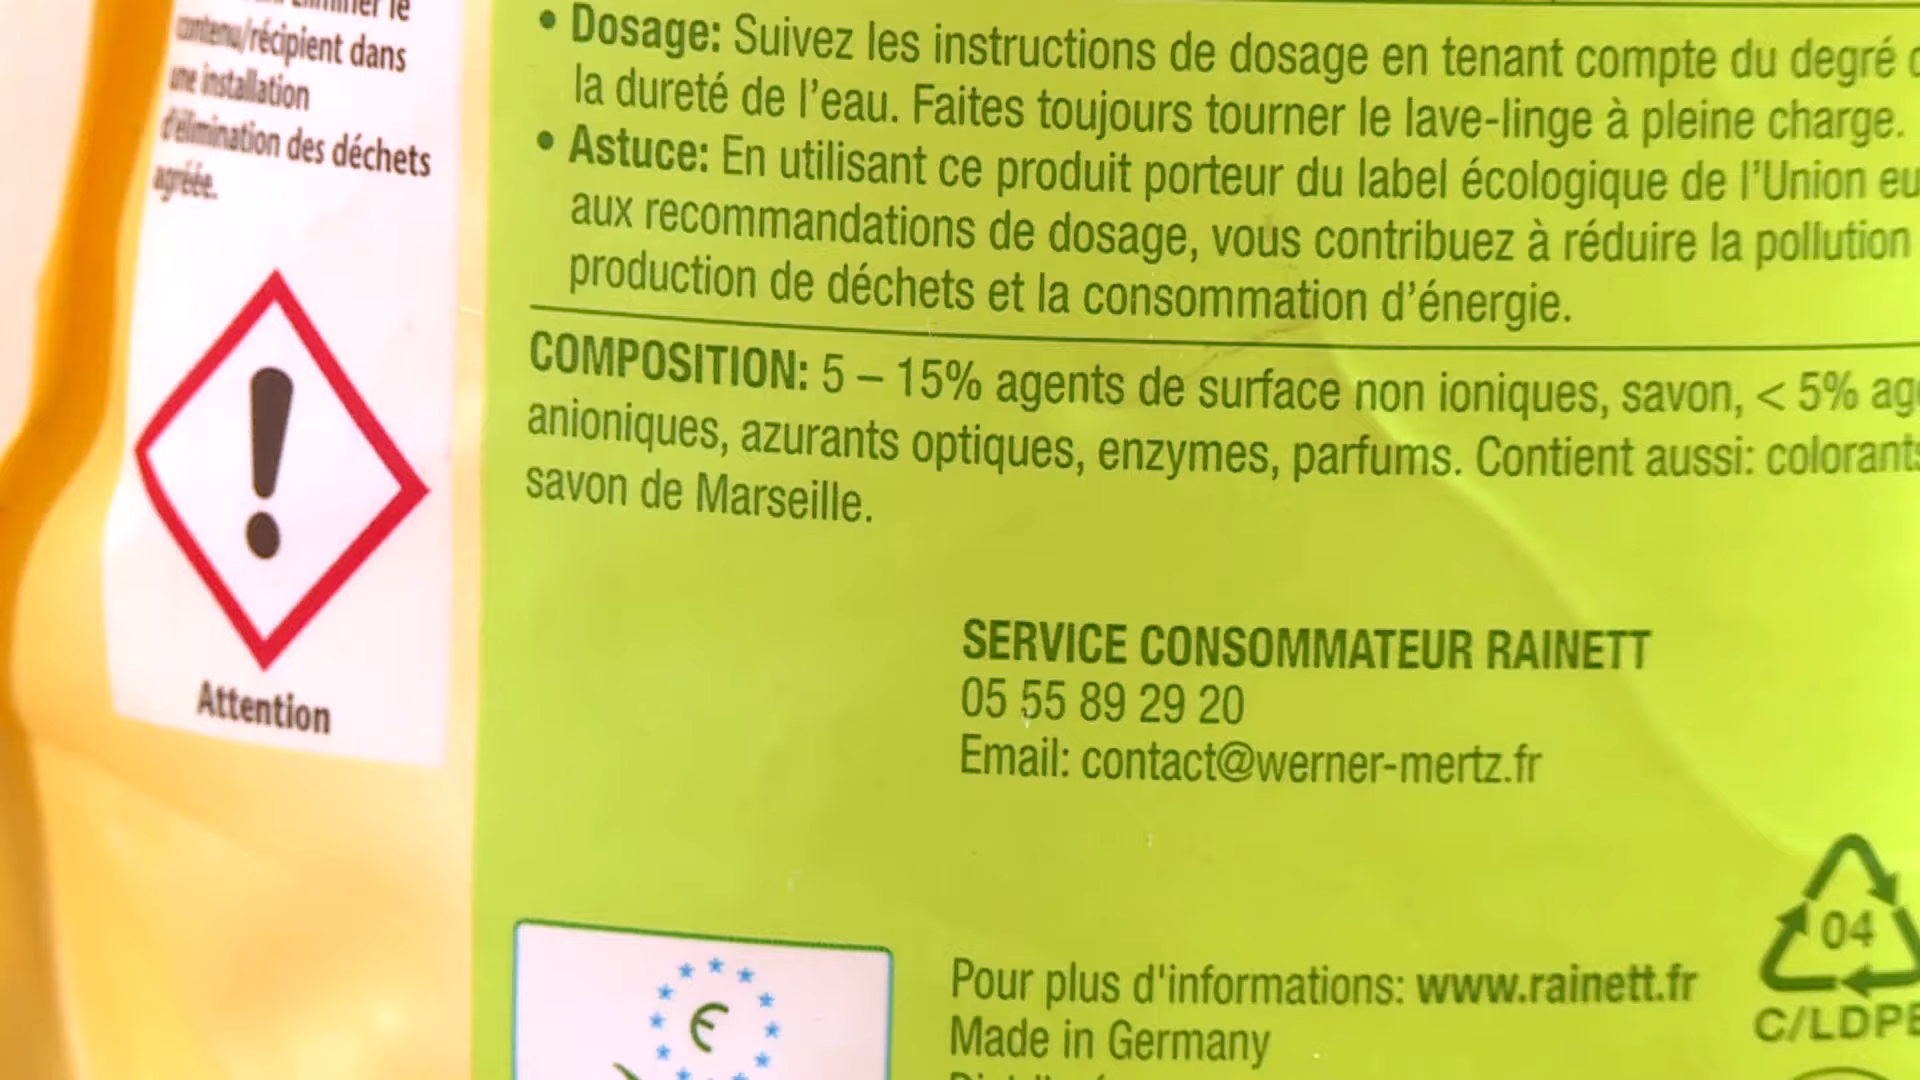 contenu/récipient dans
une installation
d'élimination des déchets
agréée.
Attention
• Dosage: Suivez les instructions de dosage en tenant compte du degré
la dureté de l'eau. Faites toujours tourner le lave-linge à pleine charge.
• Astuce: En utilisant ce produit porteur du label écologique de l'Union
aux recommandations de dosage, vous contribuez à réduire la pollution
production de déchets et la consommation d'énergie.
COMPOSITION: 5 – 15% agents de surface non ioniques, savon, < 5%
anioniques, azurants optiques, enzymes, parfums. Contient aussi: colorants
savon de Marseille.
SERVICE CONSOMMATEUR RAINETT
05 55 89 29 20
Email: contact@werner-mertz.fr
04
C/LDPE
Pour plus d'informations: www.rainett.fr
Made in Germany